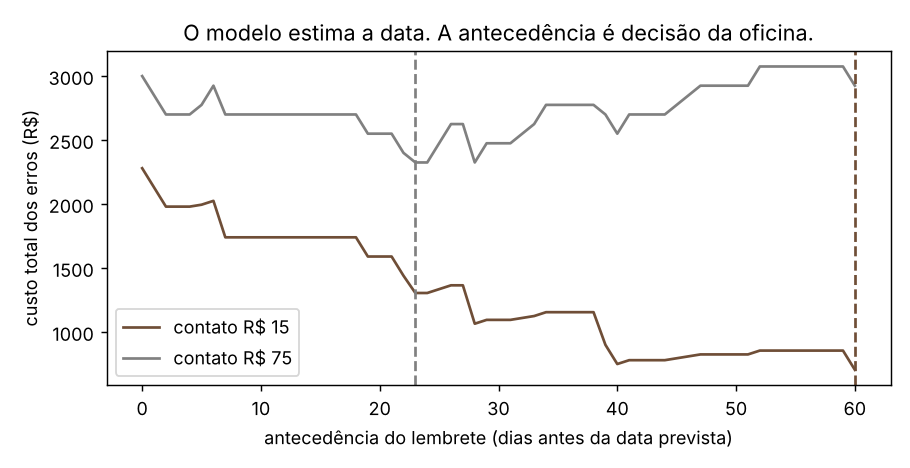 O modelo estima a data. A antecedência é decisão da oficina.
custo total dos erros (R$)
3000
2500
2000
1500
1000
contato R$ 15
contato R$ 75
0 10 20 30 40 50 60
antecedência do lembrete (dias antes da data prevista)